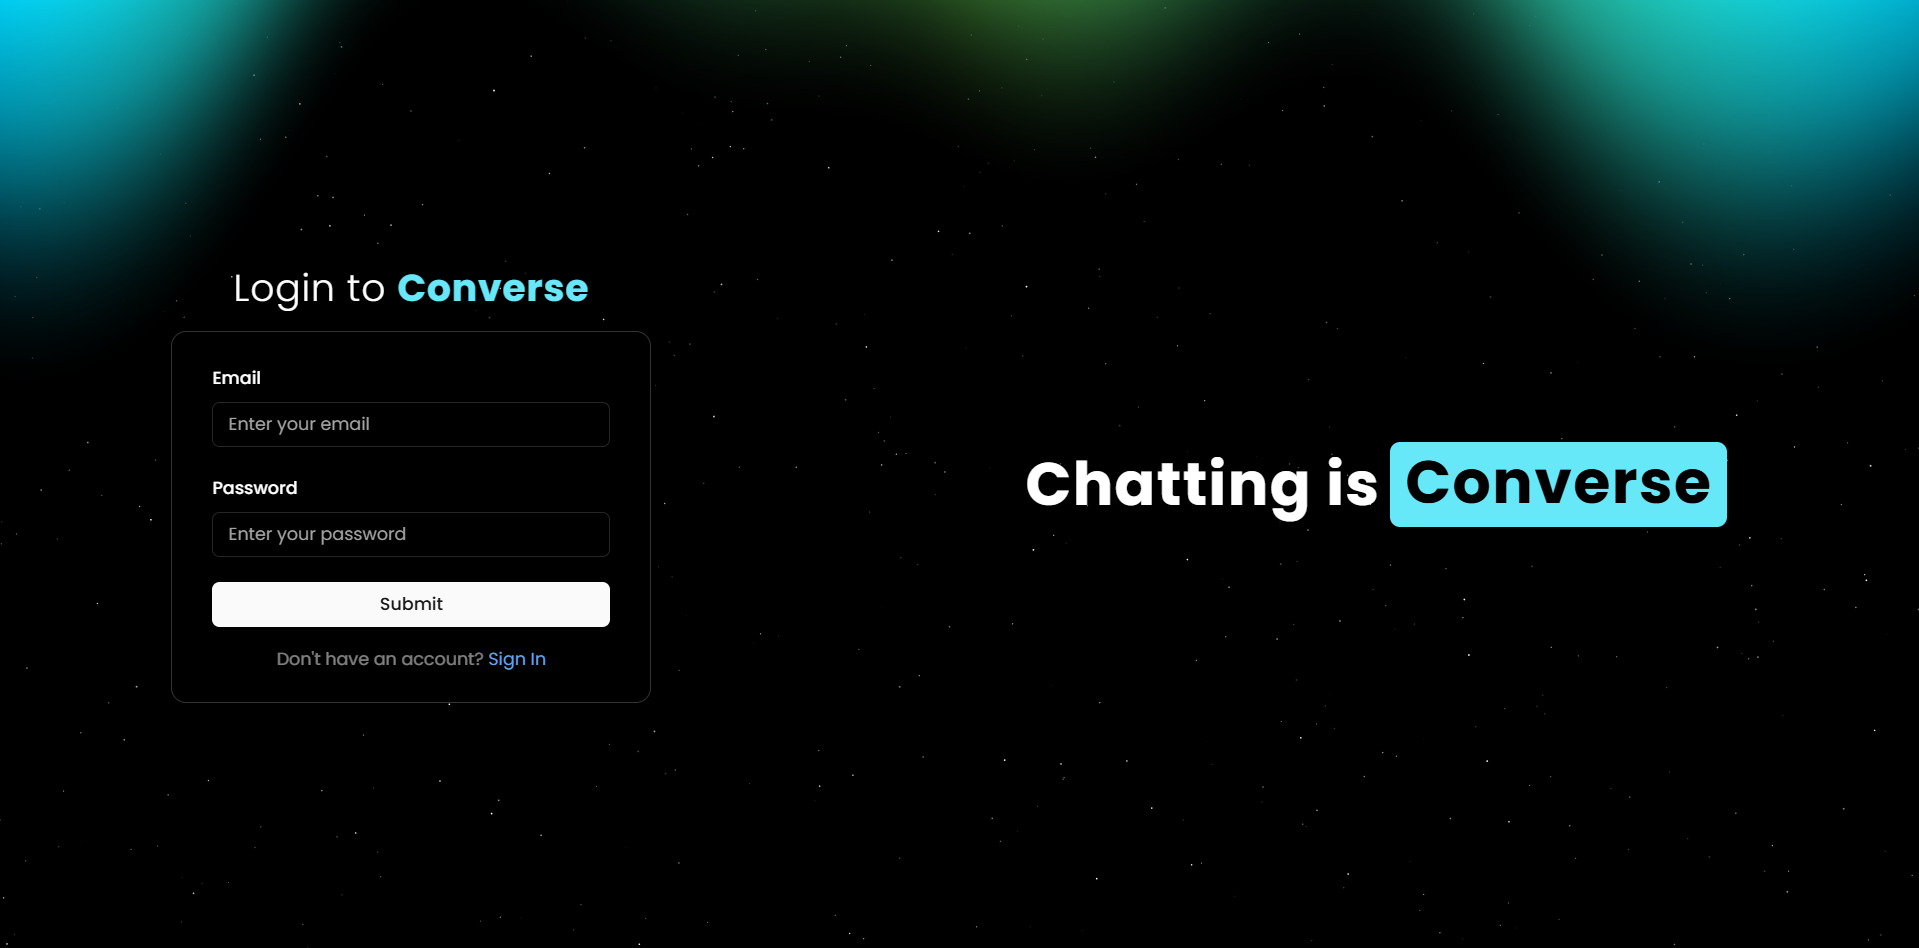 Login to Converse
Email
Enter your email
Password
Enter your password
Submit
Don't have an account? Sign In
Chatting is Converse